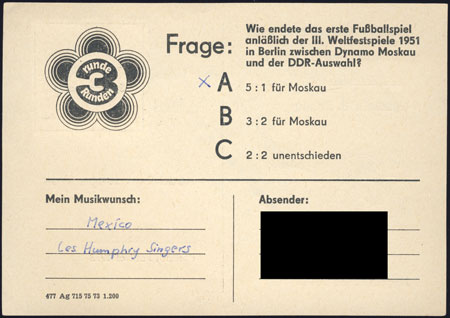 runde
3
Runden
Frage:
Wie endete das erste Fußballspiel
anläßlich der III. Weltfestspiele 1951
in Berlin zwischen Dynamo Moskau
und der DDR-Auswahl?
x A 5 : 1 für Moskau
B 3 : 2 für Moskau
C 2 : 2 unentschieden
Mein Musikwunsch:
Mexico
Les Humphry Singers
Absender:
477 Ag 715 75 73 1.200